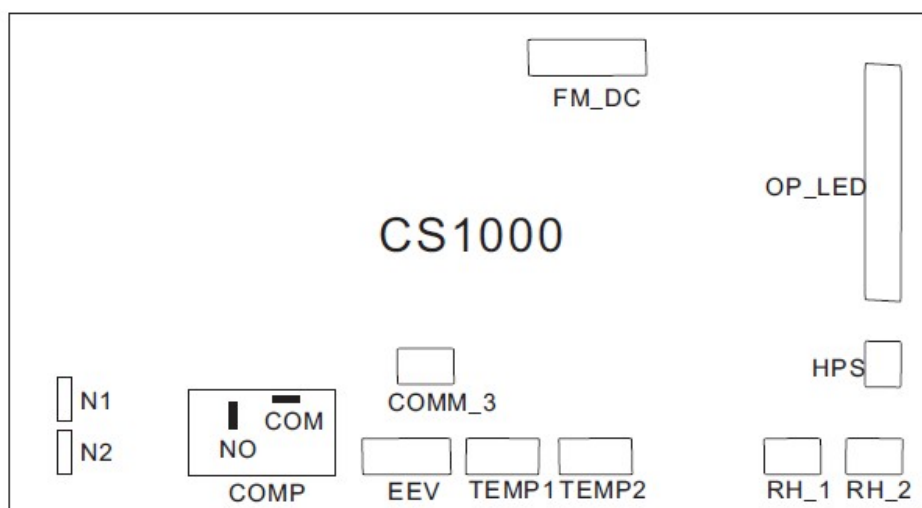 FM_DC
OP_LED
CS1000
HPS
COMM_3
N1
COM
NO
N2
COMP
EEV
TEMP1
TEMP2
RH_1
RH_2